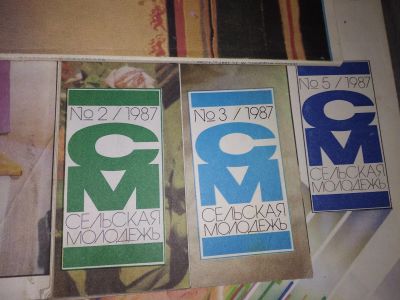 № 2 / 1987
СМ
СЕЛЬСКАЯ
МОЛОДЕЖЬ
№ 3 / 1987
СМ
СЕЛЬСКАЯ
МОЛОДЕЖЬ
№ 5 / 1987
СМ
СЕЛЬСКАЯ
МОЛОДЕЖЬ